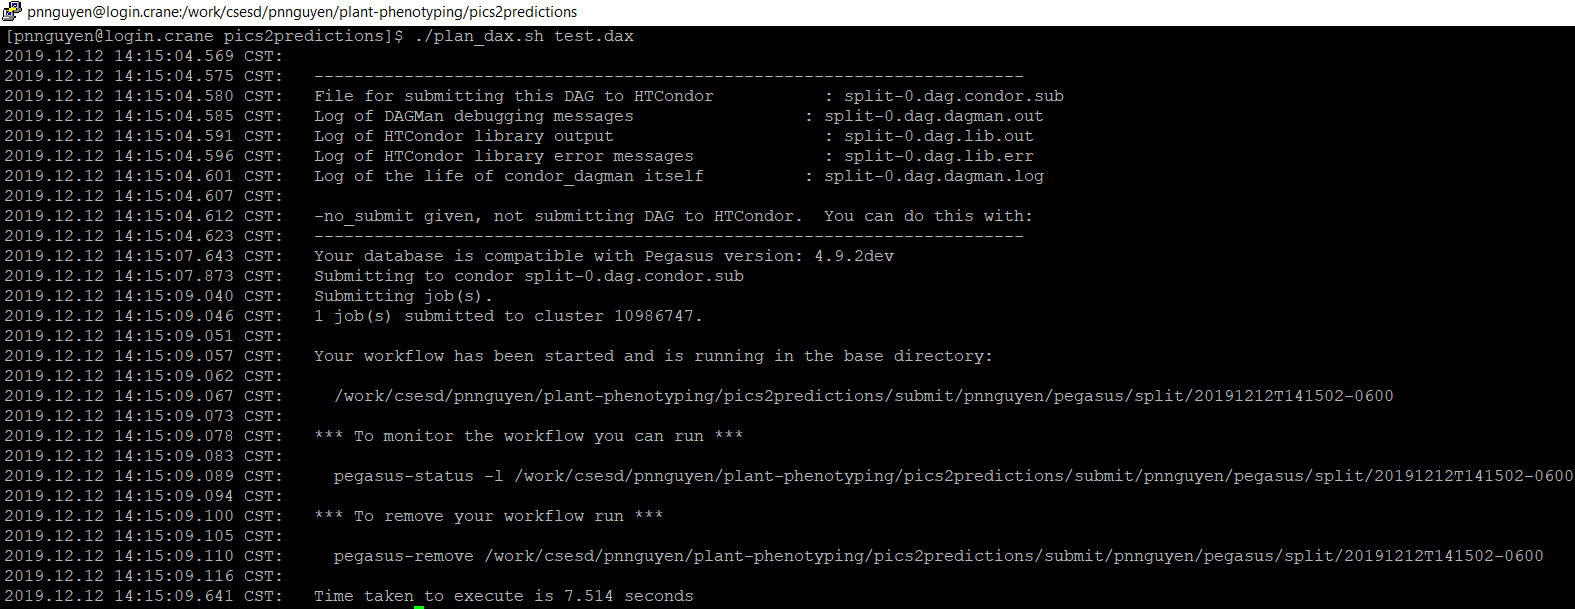 pnnguyen@login.crane:/work/csesd/pnnguyen/plant-phenotyping/pics2predictions
[pnnguyen@login.crane pics2predictions]$ ./plan_dax.sh test.dax
2019.12.12 14:15:04.569 CST:
2019.12.12 14:15:04.575 CST:   -----------------------------------------------------------------------
2019.12.12 14:15:04.580 CST:   File for submitting this DAG to HTCondor           : split-0.dag.condor.sub
2019.12.12 14:15:04.585 CST:   Log of DAGMan debugging messages                 : split-0.dag.dagman.out
2019.12.12 14:15:04.591 CST:   Log of HTCondor library output                     : split-0.dag.lib.out
2019.12.12 14:15:04.596 CST:   Log of HTCondor library error messages             : split-0.dag.lib.err
2019.12.12 14:15:04.601 CST:   Log of the life of condor_dagman itself          : split-0.dag.dagman.log
2019.12.12 14:15:04.607 CST:
2019.12.12 14:15:04.612 CST:   -no_submit given, not submitting DAG to HTCondor.  You can do this with:
2019.12.12 14:15:04.623 CST:   -----------------------------------------------------------------------
2019.12.12 14:15:07.643 CST:   Your database is compatible with Pegasus version: 4.9.2dev
2019.12.12 14:15:07.873 CST:   Submitting to condor split-0.dag.condor.sub
2019.12.12 14:15:09.040 CST:   Submitting job(s).
2019.12.12 14:15:09.046 CST:   1 job(s) submitted to cluster 10986747.
2019.12.12 14:15:09.051 CST:
2019.12.12 14:15:09.057 CST:   Your workflow has been started and is running in the base directory:
2019.12.12 14:15:09.062 CST:
2019.12.12 14:15:09.067 CST:     /work/csesd/pnnguyen/plant-phenotyping/pics2predictions/submit/pnnguyen/pegasus/split/20191212T141502-0600
2019.12.12 14:15:09.073 CST:
2019.12.12 14:15:09.078 CST:   *** To monitor the workflow you can run ***
2019.12.12 14:15:09.083 CST:
2019.12.12 14:15:09.089 CST:     pegasus-status -l /work/csesd/pnnguyen/plant-phenotyping/pics2predictions/submit/pnnguyen/pegasus/split/20191212T141502-0600
2019.12.12 14:15:09.094 CST:
2019.12.12 14:15:09.100 CST:   *** To remove your workflow run ***
2019.12.12 14:15:09.105 CST:
2019.12.12 14:15:09.110 CST:     pegasus-remove /work/csesd/pnnguyen/plant-phenotyping/pics2predictions/submit/pnnguyen/pegasus/split/20191212T141502-0600
2019.12.12 14:15:09.116 CST:
2019.12.12 14:15:09.641 CST:   Time taken to execute is 7.514 seconds